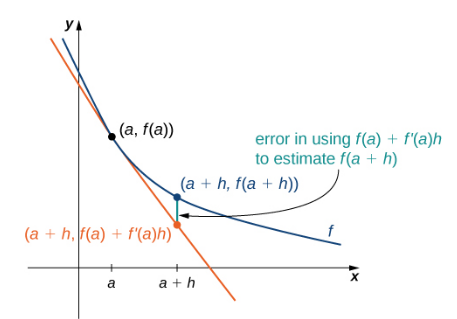 y
(a, f(a))
error in using f(a) + f'(a)h
to estimate f(a + h)
(a + h, f(a + h))
(a + h, f(a) + f'(a)h)
f
a
a + h
x